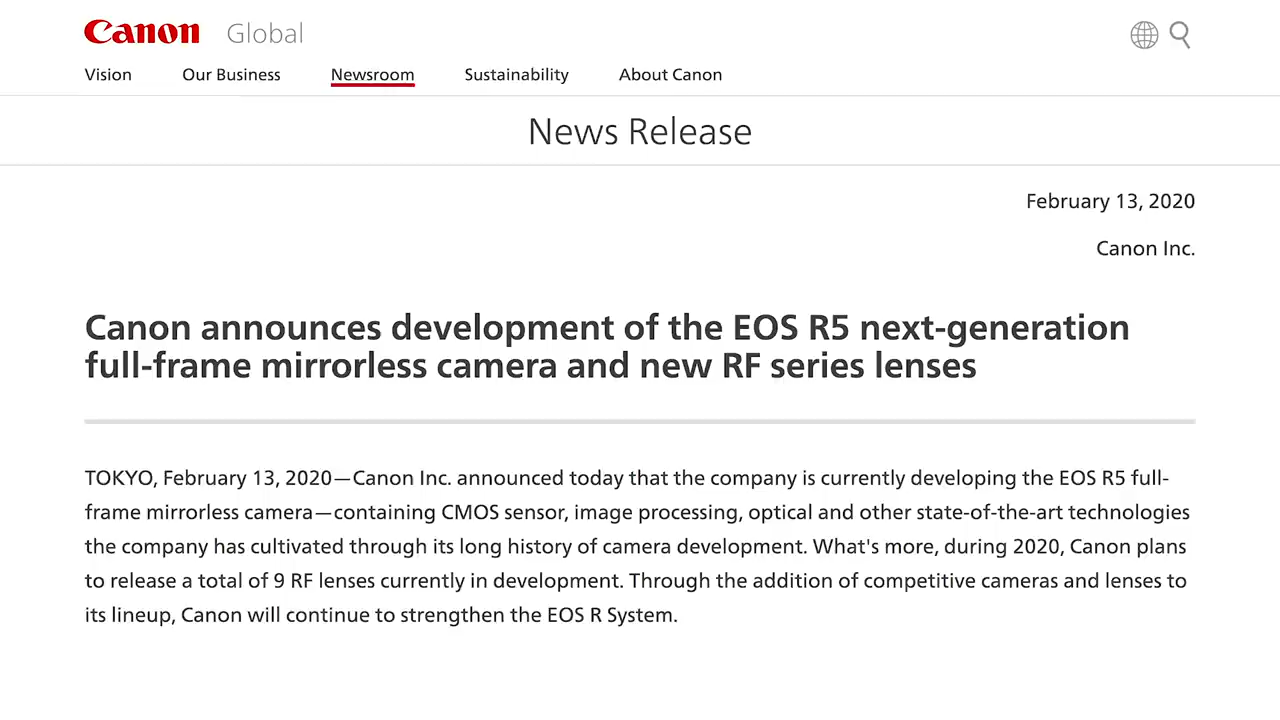 Canon Global
Vision Our Business Newsroom Sustainability About Canon
News Release
February 13, 2020
Canon Inc.
Canon announces development of the EOS R5 next-generation
full-frame mirrorless camera and new RF series lenses
TOKYO, February 13, 2020—Canon Inc. announced today that the company is currently developing the EOS R5 full-
frame mirrorless camera—containing CMOS sensor, image processing, optical and other state-of-the-art technologies
the company has cultivated through its long history of camera development. What's more, during 2020, Canon plans
to release a total of 9 RF lenses currently in development. Through the addition of competitive cameras and lenses to
its lineup, Canon will continue to strengthen the EOS R System.